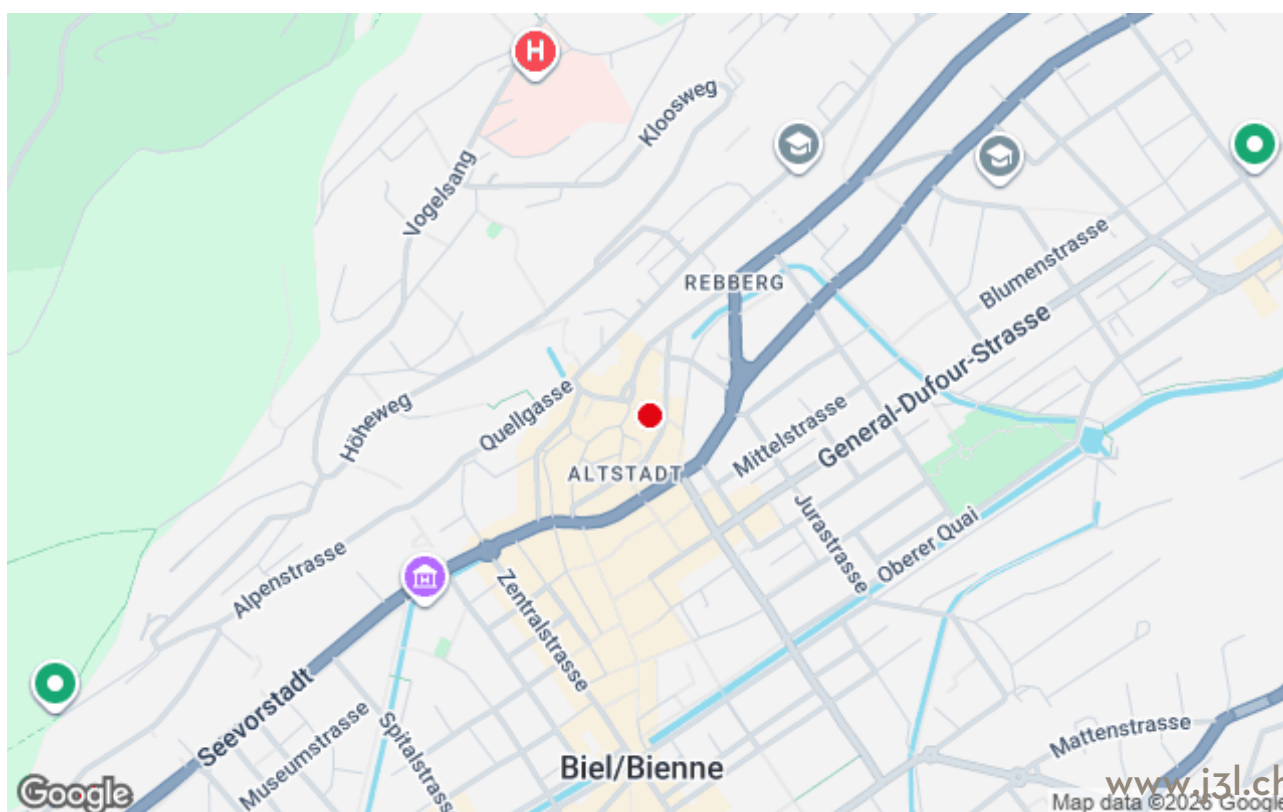 H
Kloosweg
Vogelsang
REBBERG
Blumenstrasse
General-Dufour-Strasse
Höheweg
Quellgasse
Mittelstrasse
ALTSTADT
Jurastrasse
Oberer Quai
Alpenstrasse
Zentralstrasse
Seevorstadt
Museumstrasse
Spitalstrasse
Mattenstrasse
Biel/Bienne
www.j3l.ch
Google
Map data ©2026 Google